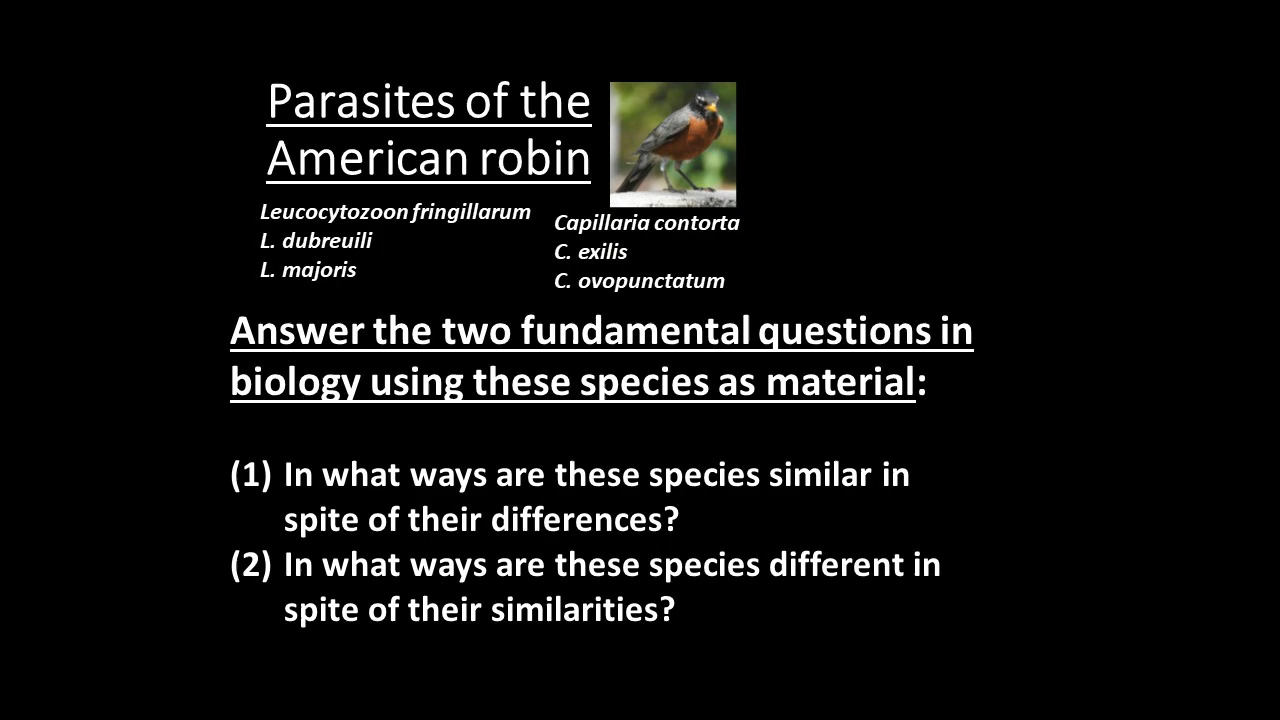 Parasites of the
American robin
Leucocytozoon fringillarum
L. dubreuili
L. majoris
Capillaria contorta
C. exilis
C. ovopunctatum
Answer the two fundamental questions in
biology using these species as material:
(1) In what ways are these species similar in
spite of their differences?
(2) In what ways are these species different in
spite of their similarities?